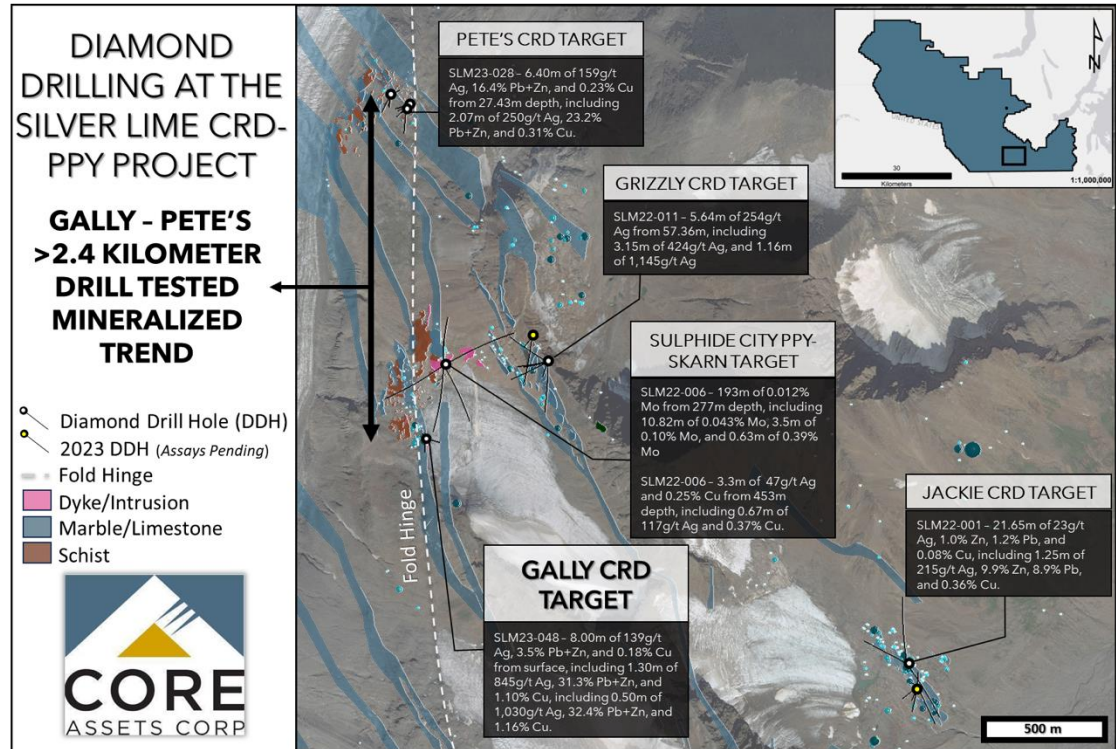 DIAMOND
DRILLING AT THE
SILVER LIME CRD-
PPY PROJECT
GALLY – PETE'S
>2.4 KILOMETER
DRILL TESTED
MINERALIZED
TREND
Diamond Drill Hole (DDH)
2023 DDH (Assays Pending)
Fold Hinge
Dyke/Intrusion
Marble/Limestone
Schist
CORE
ASSETS CORP
PETE'S CRD TARGET
SLM23-028 – 6.40m of 159g/t
Ag, 16.4% Pb+Zn, and 0.23% Cu
from 27.43m depth, including
2.07m of 250g/t Ag, 23.2%
Pb+Zn, and 0.31% Cu.
GRIZZLY CRD TARGET
SLM22-011 – 5.64m of 254g/t
Ag from 57.36m, including
3.15m of 424g/t Ag, and 1.16m
of 1,145g/t Ag
SULPHIDE CITY PPY-
SKARN TARGET
SLM22-006 – 193m of 0.012%
Mo from 277m depth, including
10.82m of 0.043% Mo, 3.5m of
0.10% Mo, and 0.63m of 0.39%
Mo
SLM22-006 – 3.3m of 47g/t Ag
and 0.25% Cu from 453m
depth, including 0.67m of
117g/t Ag and 0.37% Cu.
JACKIE CRD TARGET
SLM22-001 – 21.65m of 23g/t
Ag, 1.0% Zn, 1.2% Pb, and
0.08% Cu, including 1.25m of
215g/t Ag, 9.9% Zn, 8.9% Pb,
and 0.36% Cu.
GALLY CRD
TARGET
SLM23-048 – 8.00m of 139g/t
Ag, 3.5% Pb+Zn, and 0.18% Cu
from surface, including 1.30m of
845g/t Ag, 31.3% Pb+Zn, and
1.10% Cu, including 0.50m of
1,030g/t Ag, 32.4% Pb+Zn, and
1.16% Cu.
Fold Hinge
N
UNITED STATES
30
Kilometers
1:1,000,000
500 m